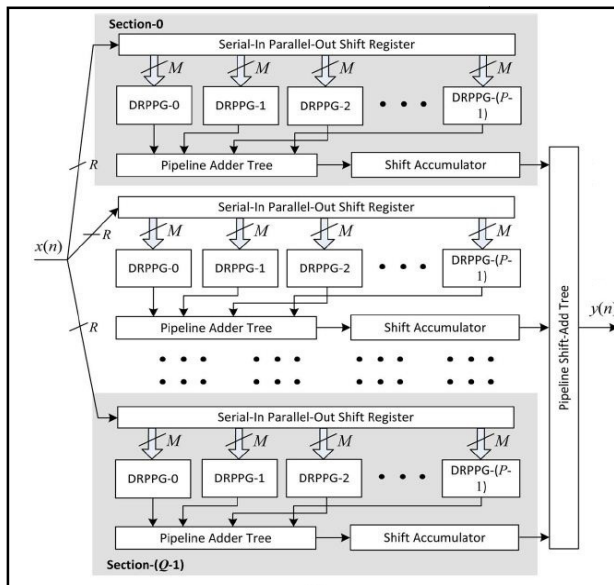 Section-0
Serial-In Parallel-Out Shift Register
M M M M
DRPPG-0 DRPPG-1 DRPPG-2 DRPPG-(P-
1)
R
Pipeline Adder Tree Shift Accumulator
Serial-In Parallel-Out Shift Register
R
x(n)
M M M M
DRPPG-0 DRPPG-1 DRPPG-2 DRPPG-(P-
1)
R
Pipeline Adder Tree Shift Accumulator
Pipeline Shift-Add Tree
y(n)
Serial-In Parallel-Out Shift Register
M M M M
DRPPG-0 DRPPG-1 DRPPG-2 DRPPG-(P-
1)
Pipeline Adder Tree Shift Accumulator
Section-(Q-1)